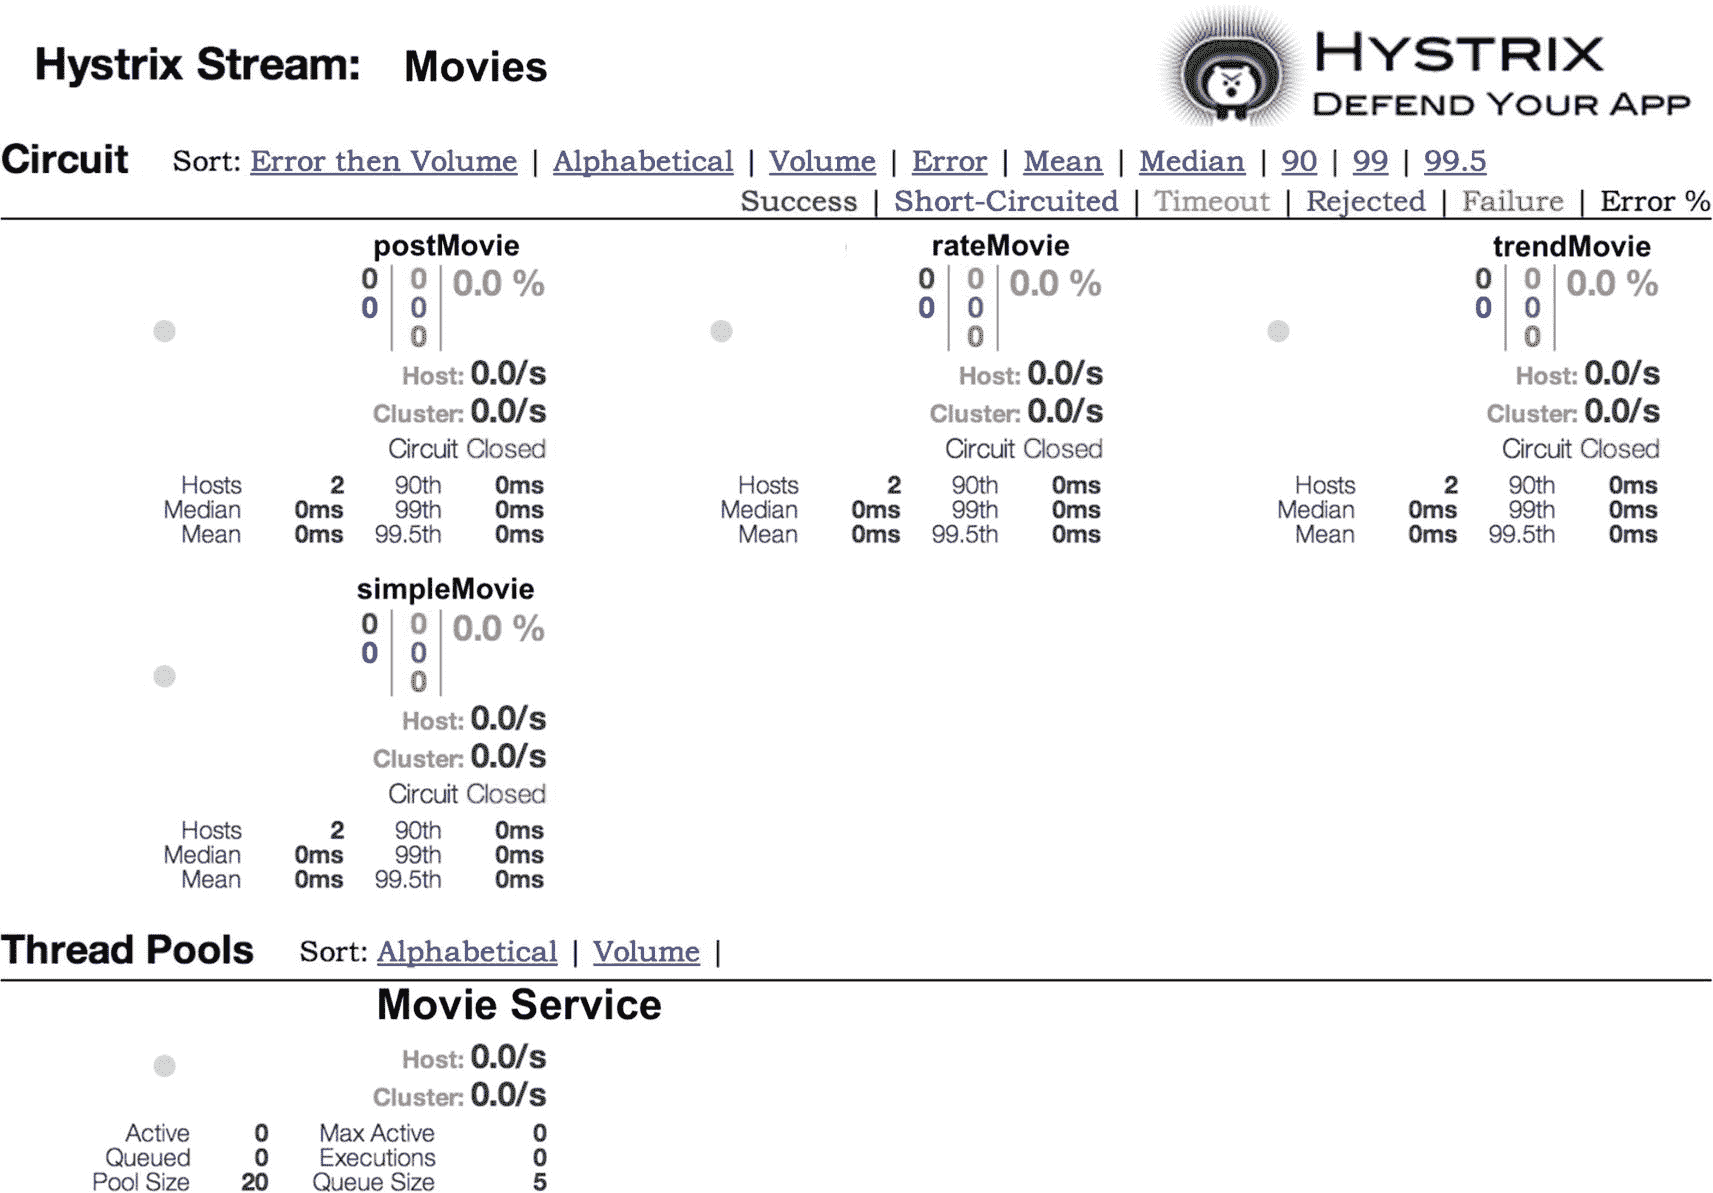 Hystrix Stream: Movies
HYSTRIX
DEFEND YOUR APP
Circuit Sort: Error then Volume | Alphabetical | Volume | Error | Mean | Median | 90 | 99 | 99.5
Success | Short-Circuited | Timeout | Rejected | Failure | Error %
postMovie rateMovie trendMovie
0 0 0.0 % 0 0 0.0 % 0 0 0.0 %
0 0 0 0 0 0
0 0 0
Host: 0.0/s Host: 0.0/s Host: 0.0/s
Cluster: 0.0/s Cluster: 0.0/s Cluster: 0.0/s
Circuit Closed Circuit Closed Circuit Closed
Hosts 2 90th 0ms Hosts 2 90th 0ms Hosts 2 90th 0ms
Median 0ms 99th 0ms Median 0ms 99th 0ms Median 0ms 99th 0ms
Mean 0ms 99.5th 0ms Mean 0ms 99.5th 0ms Mean 0ms 99.5th 0ms
simpleMovie
0 0 0.0 %
0 0
0
Host: 0.0/s
Cluster: 0.0/s
Circuit Closed
Hosts 2 90th 0ms
Median 0ms 99th 0ms
Mean 0ms 99.5th 0ms
Thread Pools Sort: Alphabetical | Volume |
Movie Service
Host: 0.0/s
Cluster: 0.0/s
Active 0 Max Active 0
Queued 0 Executions 0
Pool Size 20 Queue Size 5